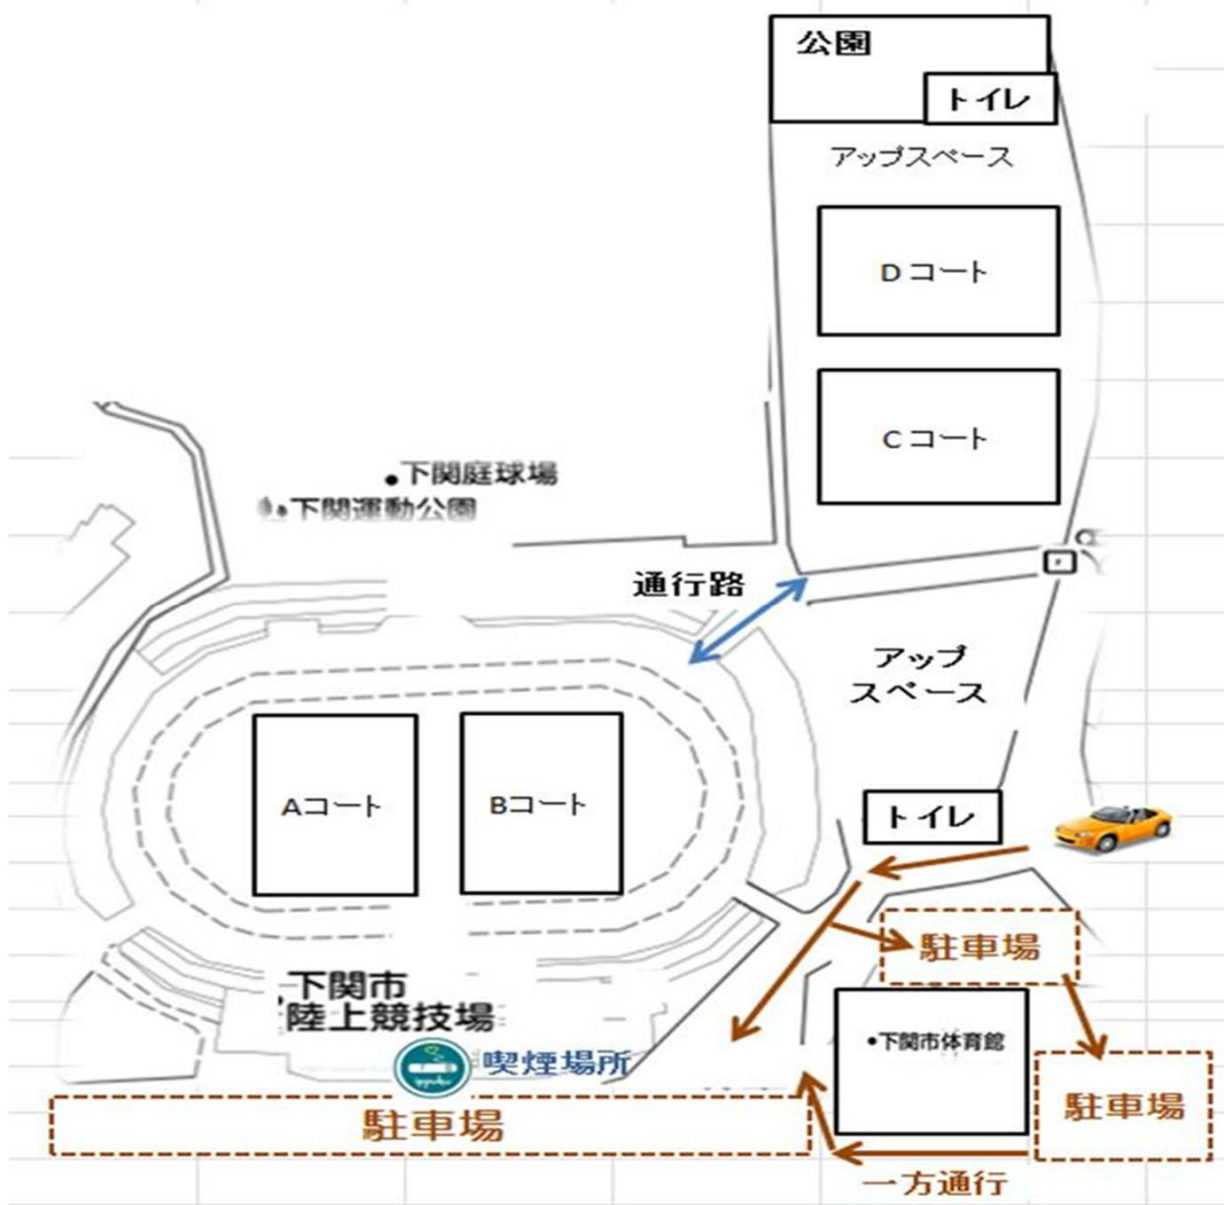 公園
トイレ
アップスペース
D コート
C コート
下関庭球場
下関運動公園
通行路
アップ
スペース
Aコート
Bコート
トイレ
駐車場
下関市
陸上競技場
下関市体育館
喫煙場所
駐車場
駐車場
一方通行